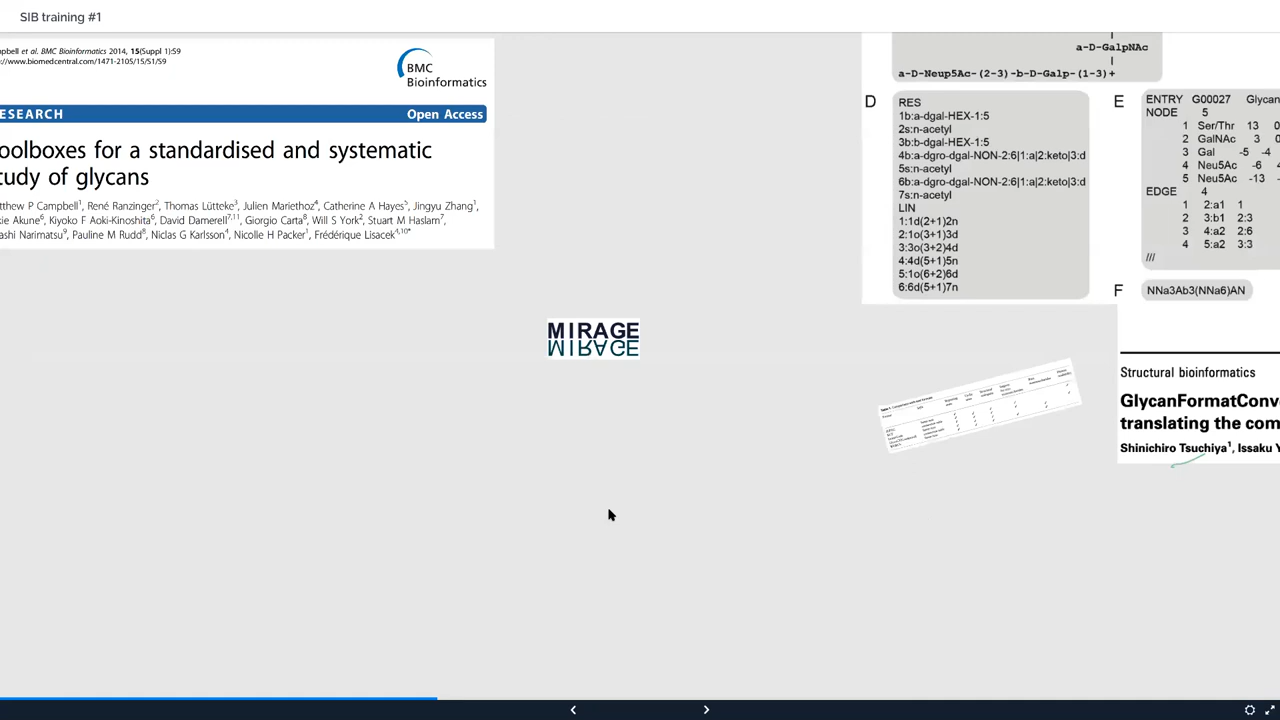 SIB training #1
pbell et al. BMC Bioinformatics 2014, 15(Suppl 1):S9
://www.biomedcentral.com/1471-2105/15/S1/S9
BMC
Bioinformatics
ESEARCH Open Access
oolboxes for a standardised and systematic
tudy of glycans
tthew P Campbell1, René Ranzinger2, Thomas Lütteke3, Julien Mariethoz4, Catherine A Hayes5, Jingyu Zhang1,
kie Akune6, Kiyoko F Aoki-Kinoshita6, David Damerell7,11, Giorgio Carta8, Will S York2, Stuart M Haslam7,
ashi Narimatsu9, Pauline M Rudd8, Niclas G Karlsson4, Nicolle H Packer1, Frédérique Lisacek4,10*
MIRAGE
MIRAGE
a-D-GalpNAc
a-D-Neup5Ac-(2-3)-b-D-Galp-(1-3)+
D
RES
1b:a-dgal-HEX-1:5
2s:n-acetyl
3b:b-dgal-HEX-1:5
4b:a-dgro-dgal-NON-2:6|1:a|2:keto|3:d
5s:n-acetyl
6b:a-dgro-dgal-NON-2:6|1:a|2:keto|3:d
7s:n-acetyl
LIN
1:1d(2+1)2n
2:1o(3+1)3d
3:3o(3+2)4d
4:4d(5+1)5n
5:1o(6+2)6d
6:6d(5+1)7n
E
ENTRY G00027 Glycan
NODE 5
1 Ser/Thr 13 0
2 GalNAc 3 0
3 Gal -5 -4
4 Neu5Ac -6 4
5 Neu5Ac -13 -
EDGE 4
1 2:a1 1
2 3:b1 2:3
3 4:a2 2:6
4 5:a2 3:3
///
F
NNa3Ab3(NNa6)AN
Structural bioinformatics
GlycanFormatConv
translating the com
Shinichiro Tsuchiya1, Issaku Y